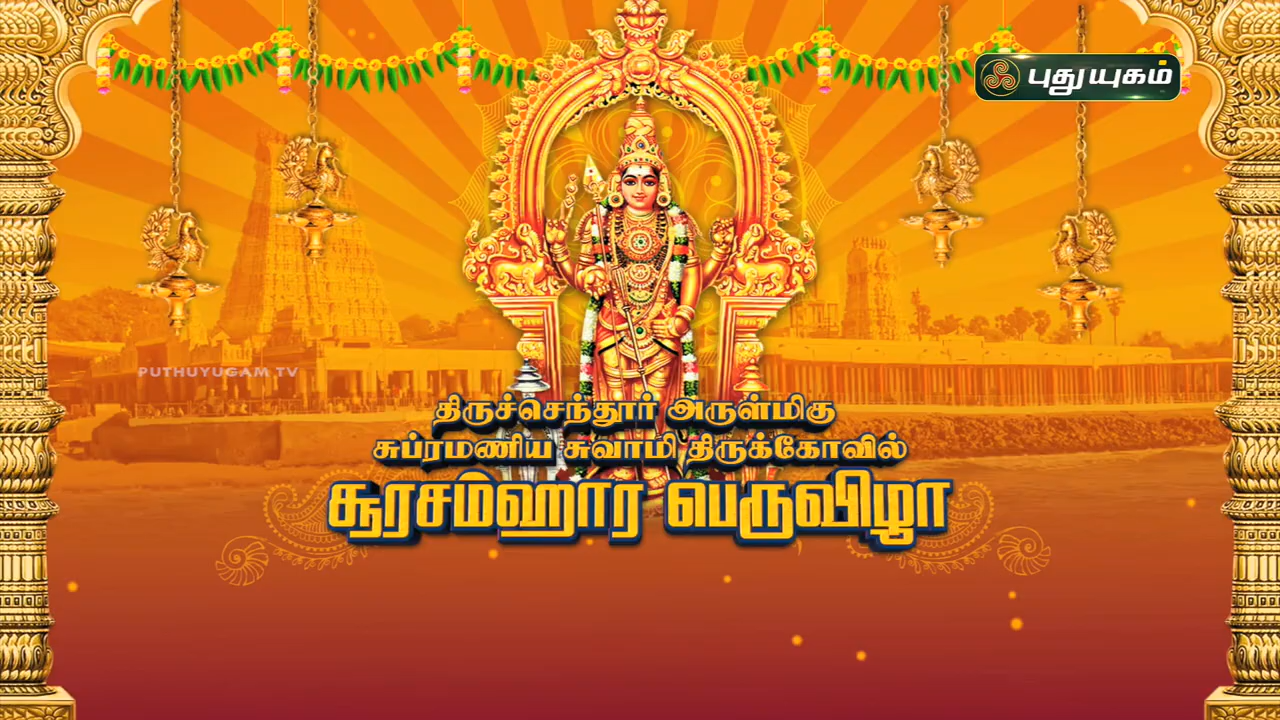 புதுயுகம்
PUTHUYUGAM TV
திருச்செந்தூர் அருள்மிகு
சுப்ரமணிய சுவாமி திருக்கோவில்
சூரசம்ஹார பெருவிழா